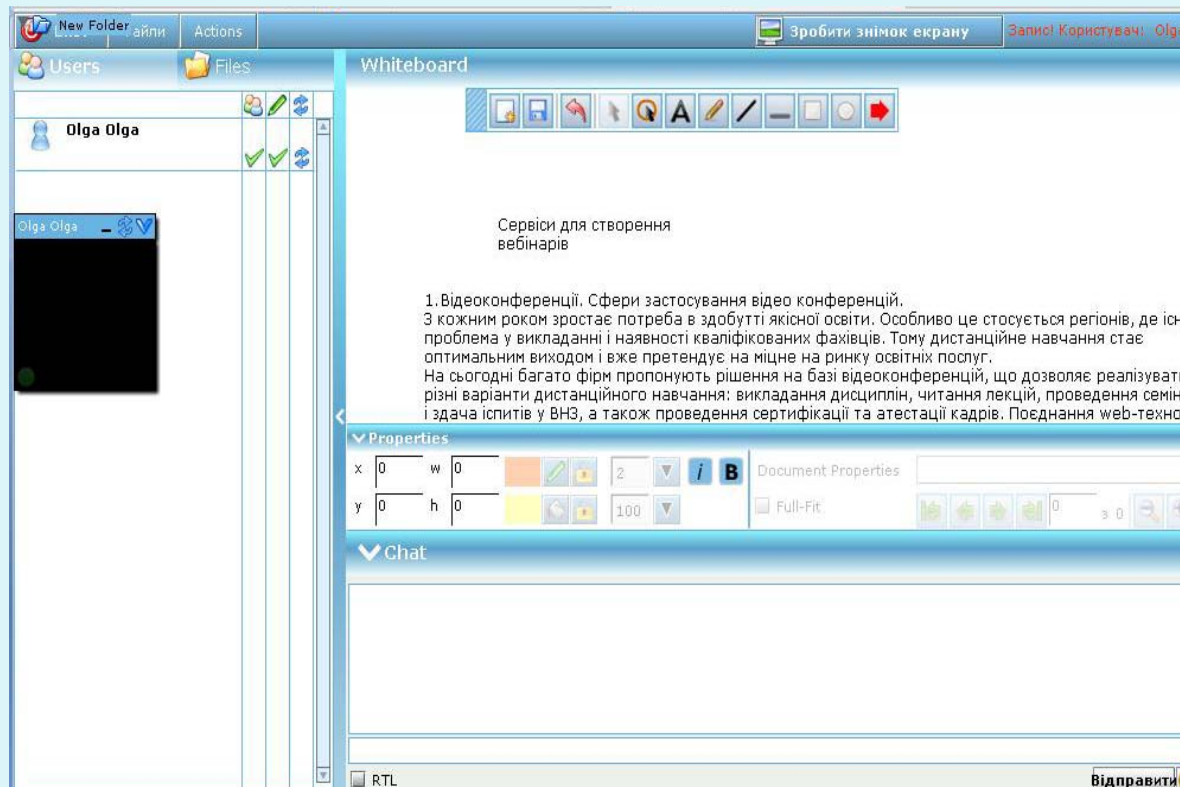 New Folder
айли
Actions
Зробити знімок екрану
Запис! Користувач: Olga
Users
Files
Whiteboard
Olga Olga
Olga Olga
Сервіси для створення
вебінарів
1.Відеоконференції. Сфери застосування відео конференцій.
З кожним роком зростає потреба в здобутті якісної освіти. Особливо це стосується регіонів, де існ
проблема у викладанні і наявності кваліфікованих фахівців. Тому дистанційне навчання стає
оптимальним виходом і вже претендує на міцне на ринку освітніх послуг.
На сьогодні багато фірм пропонують рішення на базі відеоконференцій, що дозволяє реалізуват
різні варіанти дистанційного навчання: викладання дисциплін, читання лекцій, проведення семін
і здача іспитів у ВНЗ, а також проведення сертифікації та атестації кадрів. Поєднання web-техно
Properties
x 0 w 0 2 i B Document Properties
y 0 h 0 100 Full-Fit 0 з 0
Chat
RTL
Відправити